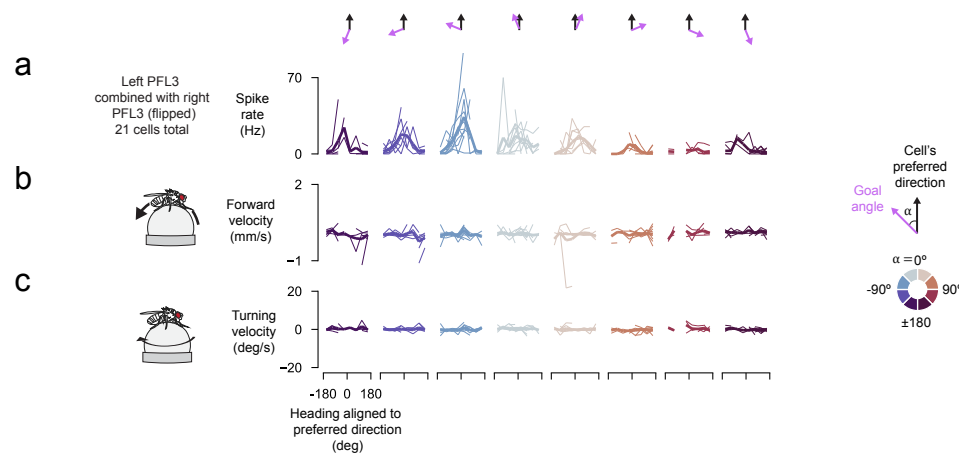 a
Left PFL3
combined with right
PFL3 (flipped)
21 cells total
Spike
rate
(Hz)
70
0
b
Forward
velocity
(mm/s)
2
−1
c
Turning
velocity
(deg/s)
20
0
−20
-180 0 180
Heading aligned to
preferred direction
(deg)
Cell's
preferred
direction
Goal
angle
α
α = 0º
-90º
90º
±180